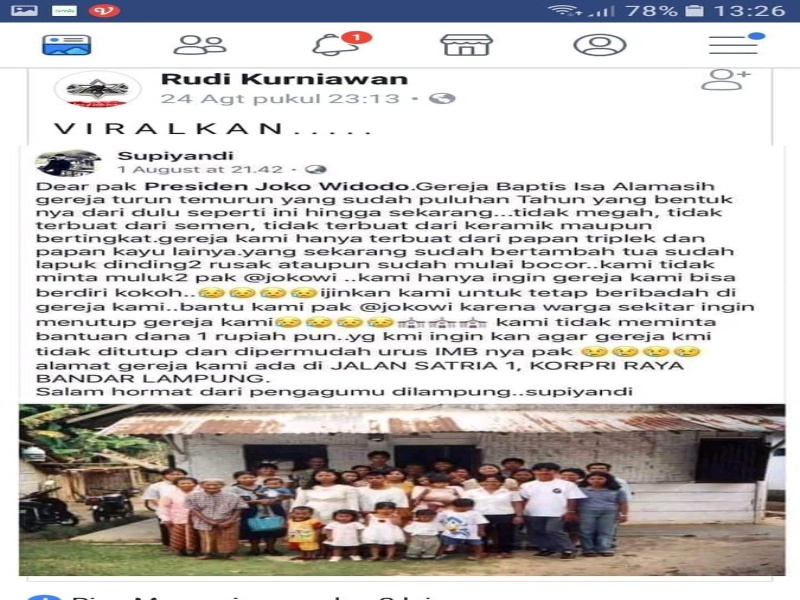 78% 13:26
1
Rudi Kurniawan
24 Agt pukul 23:13 •
V I R A L K A N . . . . .
Supiyandi
1 August at 21.42 •
Dear pak Presiden Joko Widodo.Gereja Baptis Isa Alamasih
gereja turun temurun yang sudah puluhan Tahun yang bentuk
nya dari dulu seperti ini hingga sekarang...tidak megah, tidak
terbuat dari semen, tidak terbuat dari keramik maupun
bertingkat.gereja kami hanya terbuat dari papan triplek dan
papan kayu lainya.yang sekarang sudah bertambah tua sudah
lapuk dinding2 rusak ataupun sudah mulai bocor..kami tidak
minta muluk2 pak @jokowi ..kami hanya ingin gereja kami bisa
berdiri kokoh..😢😢😢😢ijinkan kami untuk tetap beribadah di
gereja kami..bantu kami pak @jokowi karena warga sekitar ingin
menutup gereja kami😢😢😢😢⛪⛪⛪ kami tidak meminta
bantuan dana 1 rupiah pun..yg kmi ingin kan agar gereja kmi
tidak ditutup dan dipermudah urus IMB nya pak 😢😢😢😢
alamat gereja kami ada di JALAN SATRIA 1, KORPRI RAYA
BANDAR LAMPUNG.
Salam hormat dari pengagumu dilampung..supiyandi